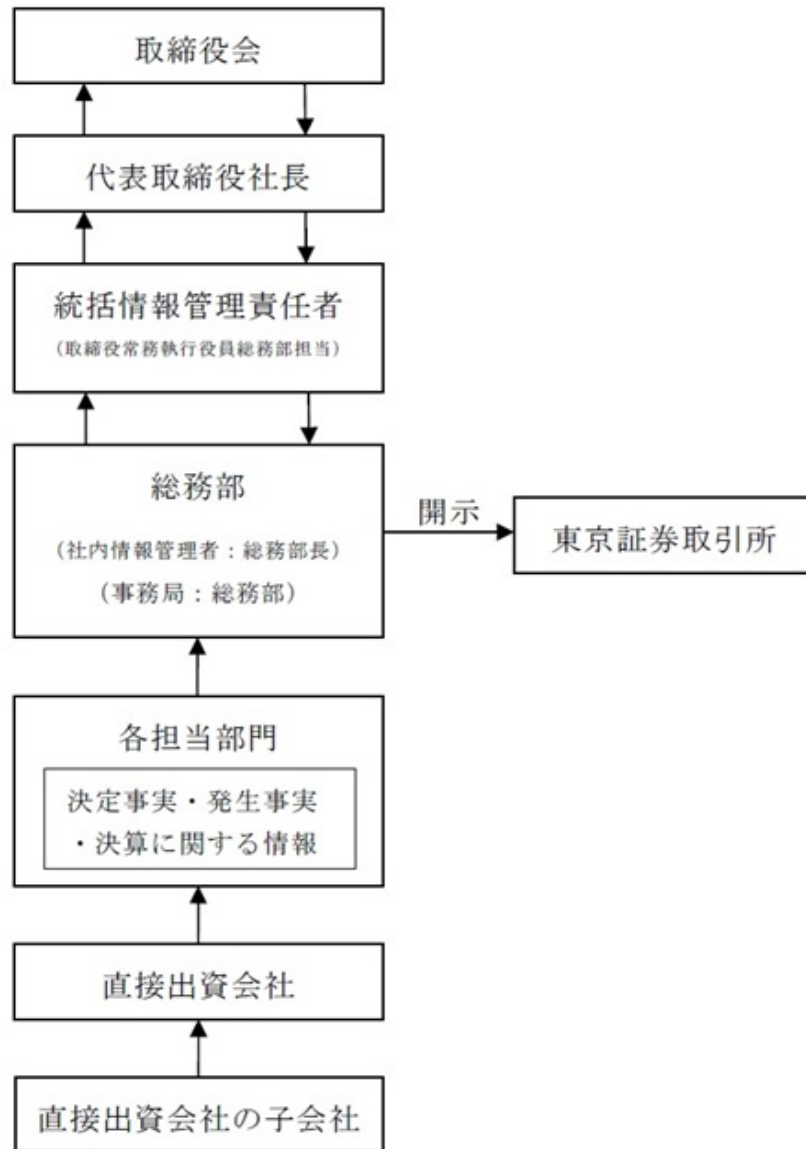 取締役会
代表取締役社長
統括情報管理責任者
（取締役常務執行役員総務部担当）
総務部
（社内情報管理者：総務部長）
（事務局：総務部）
開示
東京証券取引所
各担当部門
決定事実・発生事実
・決算に関する情報
直接出資会社
直接出資会社の子会社